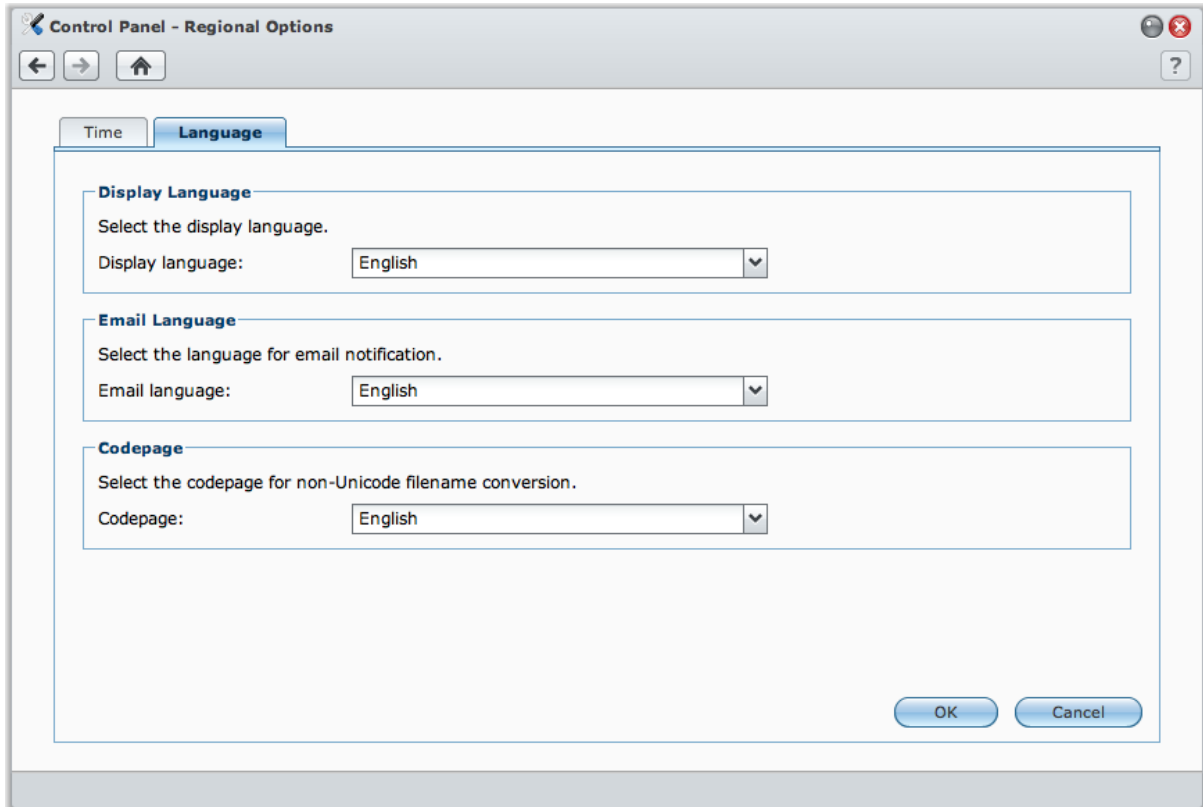 Control Panel - Regional Options
?
Time
Language
Display Language
Select the display language.
Display language: English
Email Language
Select the language for email notification.
Email language: English
Codepage
Select the codepage for non-Unicode filename conversion.
Codepage: English
OK Cancel